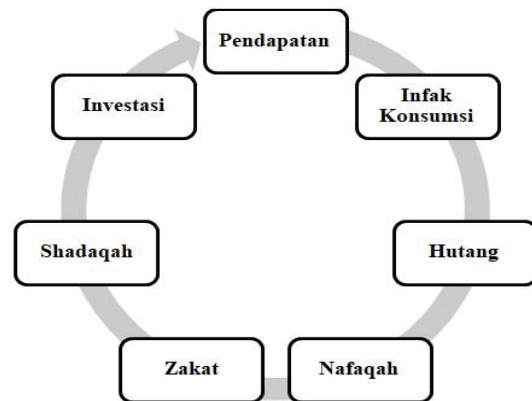 Pendapatan
Infak
Konsumsi
Hutang
Nafaqah
Zakat
Shadaqah
Investasi